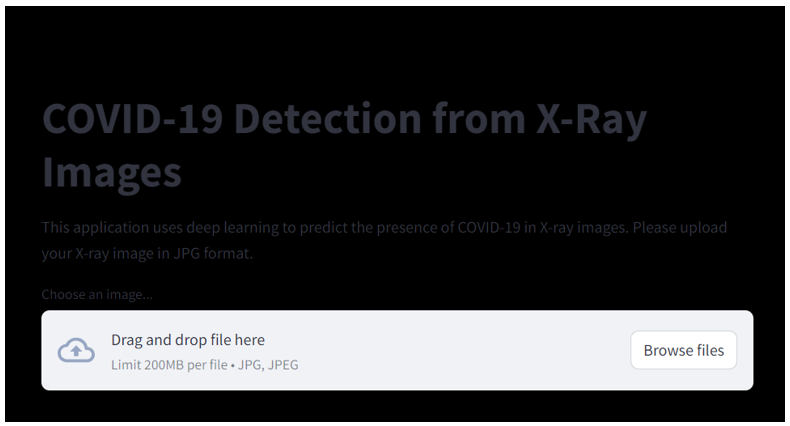 COVID-19 Detection from X-Ray
Images
This application uses deep learning to predict the presence of COVID-19 in X-ray images. Please upload
your X-ray image in JPG format.
Choose an image...
Drag and drop file here
Limit 200MB per file • JPG, JPEG
Browse files